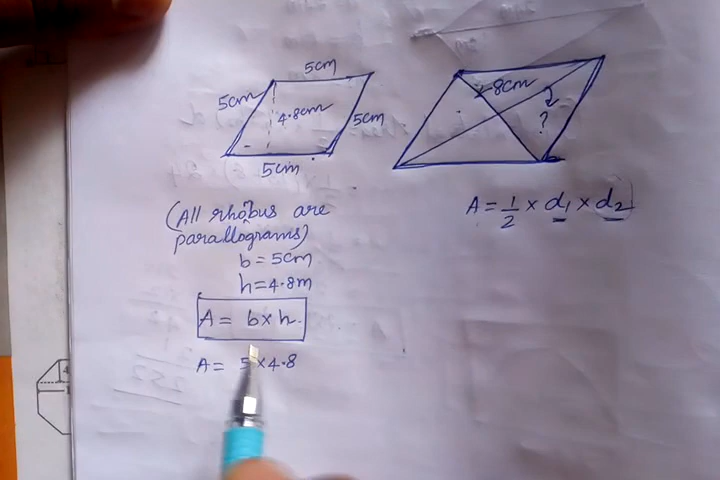 5cm
5cm
4.8cm
5cm
5cm
8cm
?
(All rhobus are
parallograms)
b = 5cm
h = 4.8m
A = b x h.
A = 5 x 4.8
A = 1/2 x d1 x d2